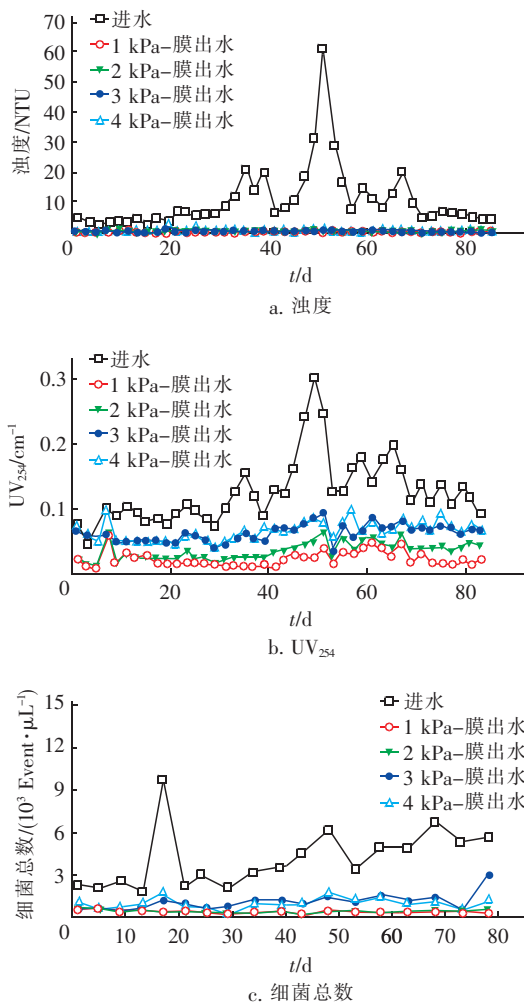 70
60
50
40
30
20
10
浊度/NTU
进水
1 kPa-膜出水
2 kPa-膜出水
3 kPa-膜出水
4 kPa-膜出水
0 20 40 60 80
t/d
a. 浊度
进水
1 kPa-膜出水
2 kPa-膜出水
3 kPa-膜出水
4 kPa-膜出水
0.3
0.2
0.1
UV₂₅₄/cm⁻¹
0 20 40 60 80
t/d
b. UV₂₅₄
15
12
9
6
3
细菌总数/(10³ Event·μL⁻¹)
进水
1 kPa-膜出水
2 kPa-膜出水
3 kPa-膜出水
4 kPa-膜出水
0 10 20 30 40 60 50 60 70 80
t/d
c. 细菌总数